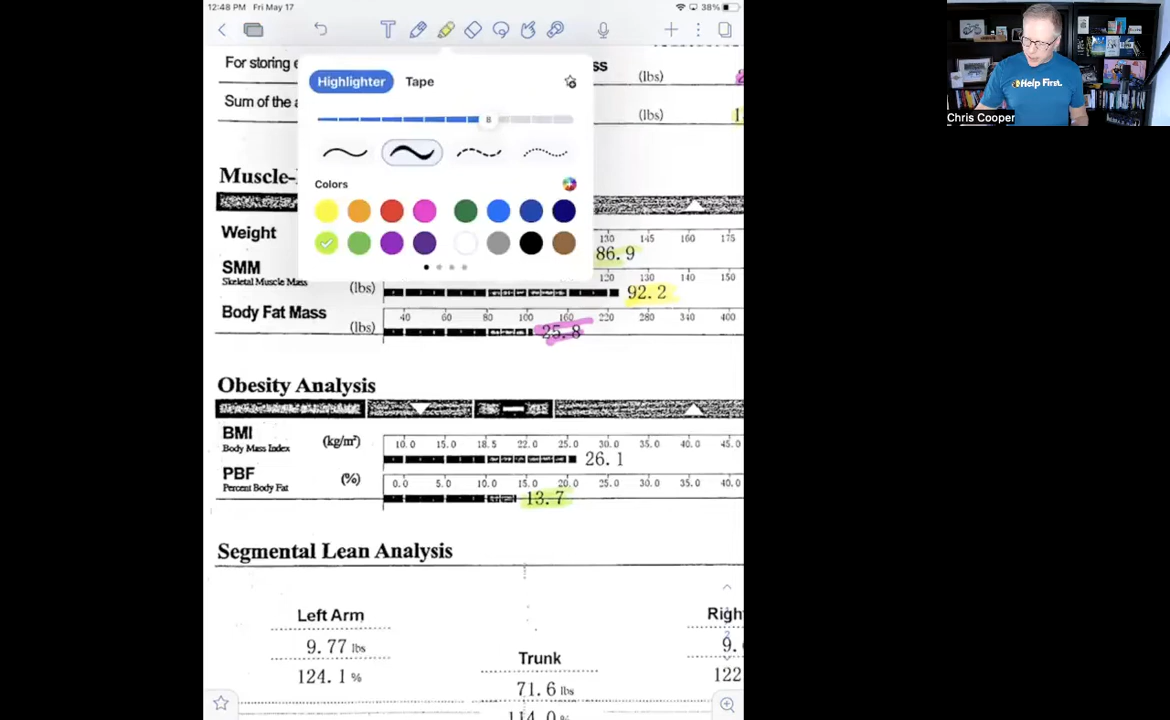 12:48 PM Fri May 17
38%
For storing e
ss
(lbs)
Sum of the a
(lbs)
Highlighter
Tape
8
Colors
Muscle-
Weight
130 145 160 175
86.9
SMM
Skeletal Muscle Mass
(lbs)
120 130 140 150
92.2
Body Fat Mass
(lbs)
40 60 80 100 160 220 280 340 400
25.8
Obesity Analysis
BMI
Body Mass Index
(kg/m²)
10.0 15.0 18.5 22.0 25.0 30.0 35.0 40.0 45.0
26.1
PBF
Percent Body Fat
(%)
0.0 5.0 10.0 15.0 20.0 25.0 30.0 35.0 40.0
13.7
Segmental Lean Analysis
Left Arm
9.77 lbs
124.1 %
Trunk
71.6 lbs
114.0 %
Righ
9.
122
Help First.
Chris Cooper